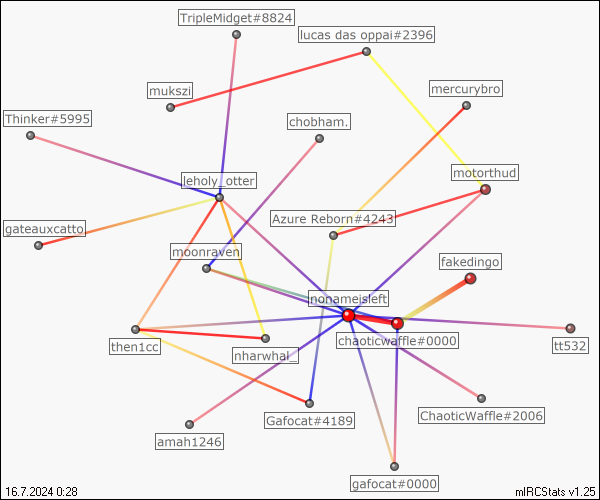 TripleMidget#8824
lucas das oppai#2396
mukszi
mercurybro
Thinker#5995
chobham.
motorthud
leholy_otter
Azure Reborn#4243
gateauxcatto
moonraven
fakedingo
nonameisleft
chaoticwaffle#0000
then1cc
nharwhal_
tt532
Gafocat#4189
ChaoticWaffle#2006
amah1246
gafocat#0000
16.7.2024 0:28
mIRCStats v1.25